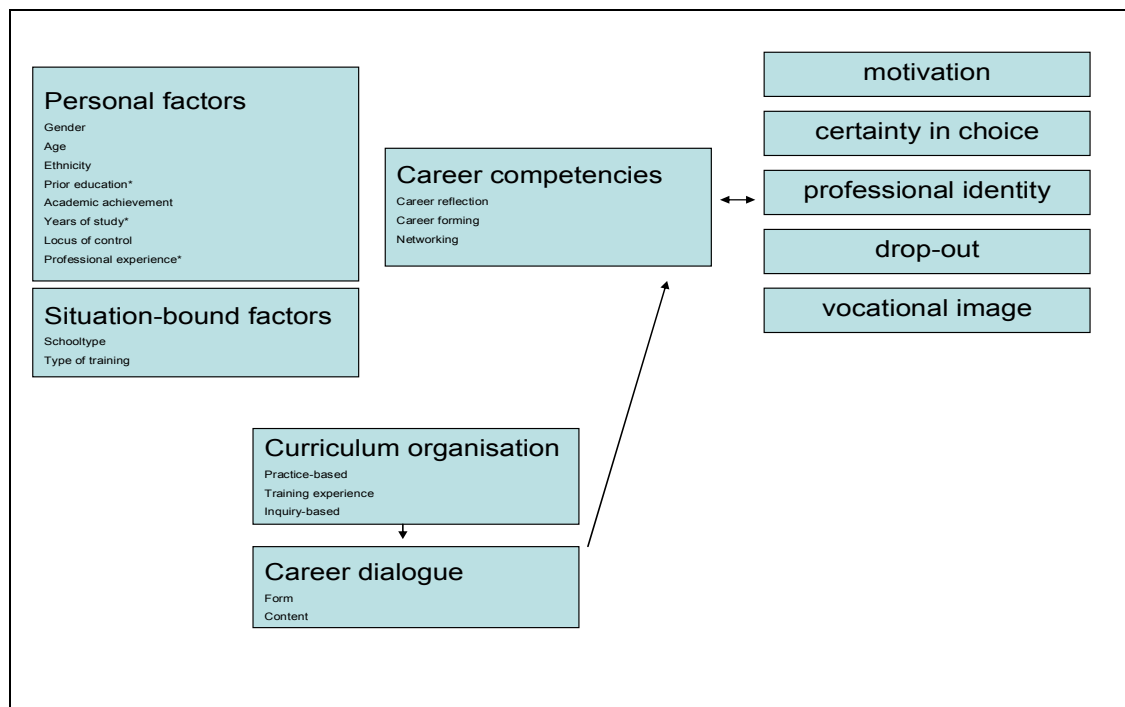 Personal factors
Gender
Age
Ethnicity
Prior education*
Academic achievement
Years of study*
Locus of control
Professional experience*
Situation-bound factors
Schooltype
Type of training
Career competencies
Career reflection
Career forming
Networking
motivation
certainty in choice
professional identity
drop-out
vocational image
Curriculum organisation
Practice-based
Training experience
Inquiry-based
Career dialogue
Form
Content